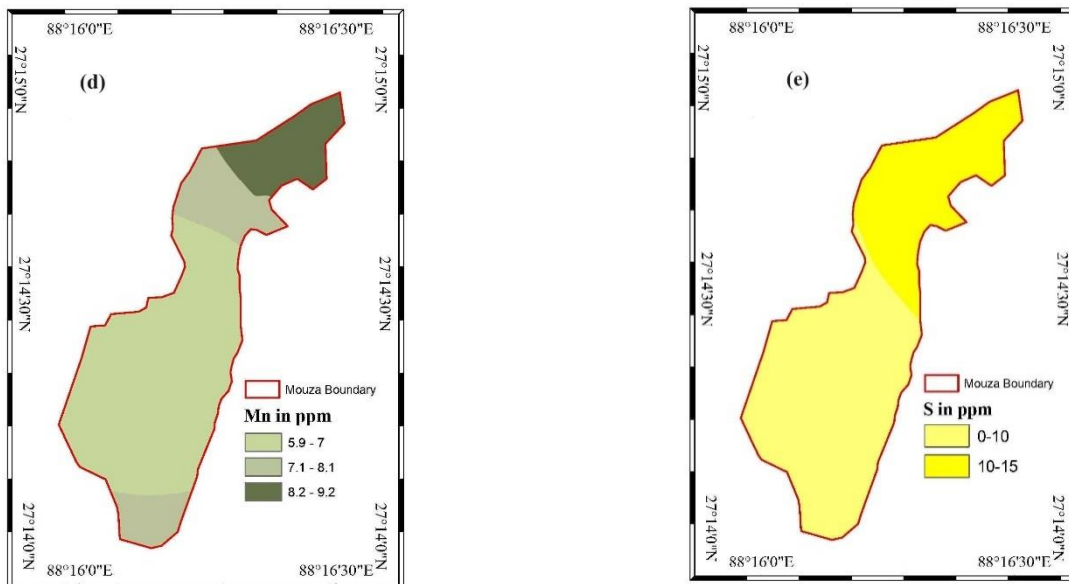 88°16'0"E
88°16'30"E
27°15'0"N
27°15'0"N
(d)
27°14'30"N
27°14'30"N
Mouza Boundary
Mn in ppm
5.9 - 7
7.1 - 8.1
8.2 - 9.2
27°14'0"N
27°14'0"N
88°16'0"E
88°16'30"E
88°16'0"E
88°16'30"E
27°15'0"N
27°15'0"N
(e)
27°14'30"N
27°14'30"N
Mouza Boundary
S in ppm
0-10
10-15
27°14'0"N
27°14'0"N
88°16'0"E
88°16'30"E